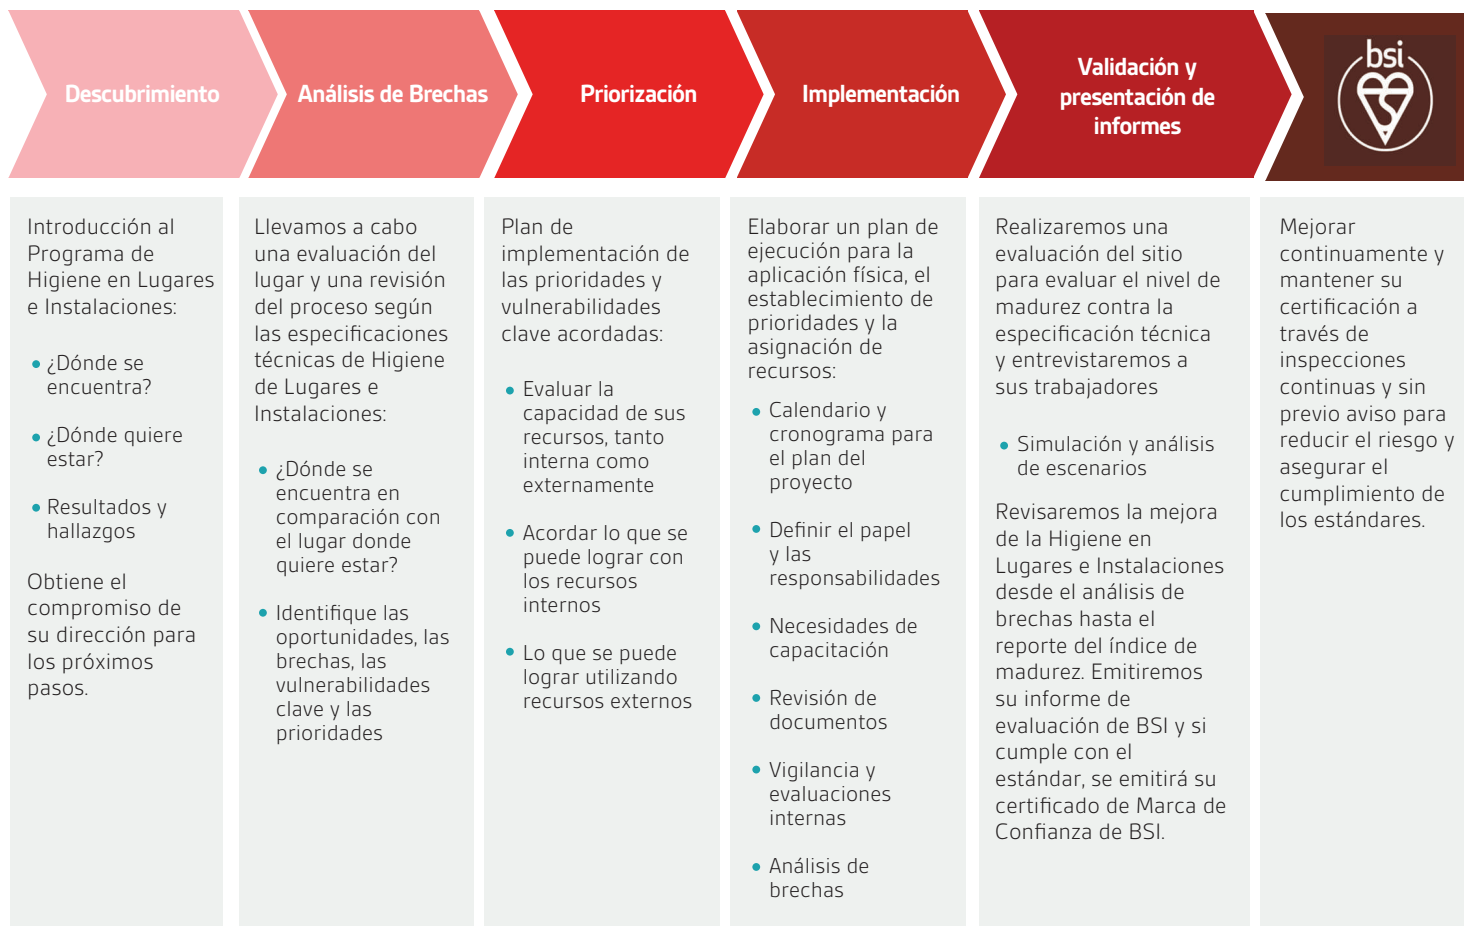 Descubrimiento
Análisis de Brechas
Priorización
Implementación
Validación y
presentación de
informes
bsi
Introducción al
Programa de
Higiene en Lugares
e Instalaciones:
• ¿Dónde se
encuentra?
• ¿Dónde quiere
estar?
• Resultados y
hallazgos
Obtiene el
compromiso de
su dirección para
los próximos
pasos.
Llevamos a cabo
una evaluación del
lugar y una revisión
del proceso según
las especificaciones
técnicas de Higiene
de Lugares e
Instalaciones:
• ¿Dónde se
encuentra en
comparación con
el lugar donde
quiere estar?
• Identifique las
oportunidades, las
brechas, las
vulnerabilidades
clave y las
prioridades
Plan de
implementación de
las prioridades y
vulnerabilidades
clave acordadas:
• Evaluar la
capacidad de sus
recursos, tanto
interna como
externamente
• Acordar lo que se
puede lograr con
los recursos
internos
• Lo que se puede
lograr utilizando
recursos externos
Elaborar un plan de
ejecución para la
aplicación física, el
establecimiento de
prioridades y la
asignación de
recursos:
• Calendario y
cronograma para
el plan del
proyecto
• Definir el papel
y las
responsabilidades
• Necesidades de
capacitación
• Revisión de
documentos
• Vigilancia y
evaluaciones
internas
• Análisis de
brechas
Realizaremos una
evaluación del sitio
para evaluar el nivel de
madurez contra la
especificación técnica
y entrevistaremos a
sus trabajadores
• Simulación y análisis
de escenarios
Revisaremos la mejora
de la Higiene en
Lugares e Instalaciones
desde el análisis de
brechas hasta el
reporte del índice de
madurez. Emitiremos
su informe de
evaluación de BSI y si
cumple con el
estándar, se emitirá su
certificado de Marca de
Confianza de BSI.
Mejorar
continuamente y
mantener su
certificación a
través de
inspecciones
continuas y sin
previo aviso para
reducir el riesgo y
asegurar el
cumplimiento de
los estándares.